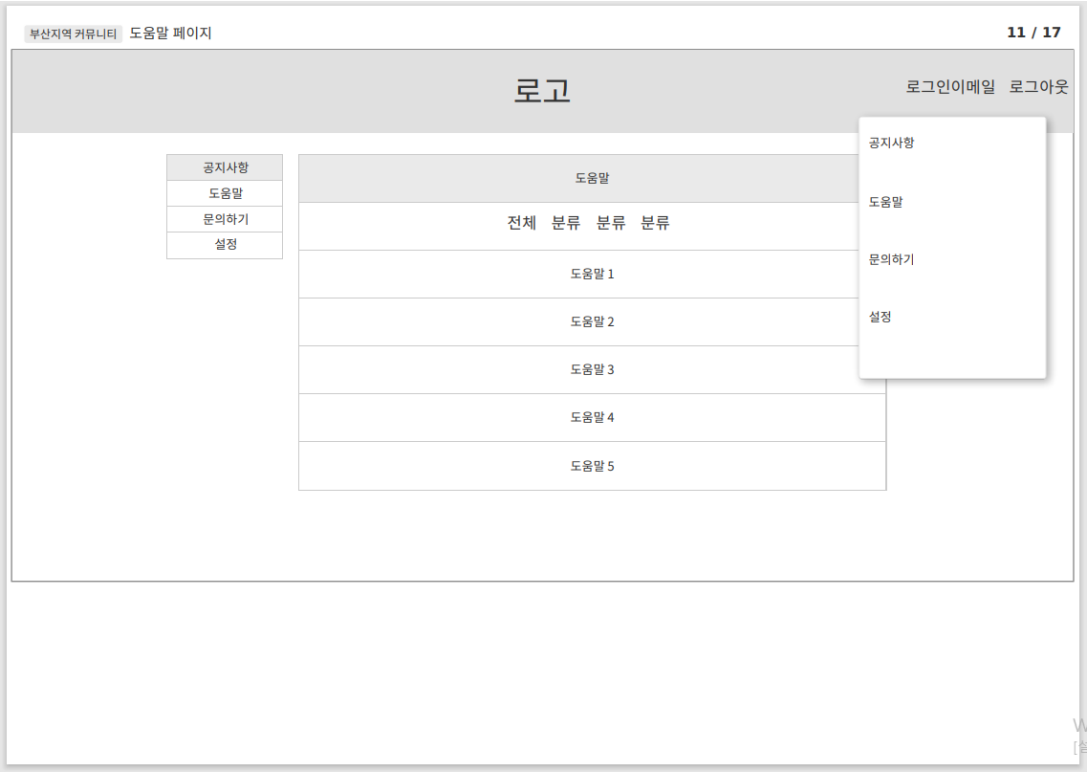 부산지역 커뮤니티 도움말 페이지 11 / 17
로고
로그인이메일 로그아웃
공지사항
도움말
문의하기
설정
도움말
전체 분류 분류 분류
도움말 1
도움말 2
도움말 3
도움말 4
도움말 5
공지사항
도움말
문의하기
설정